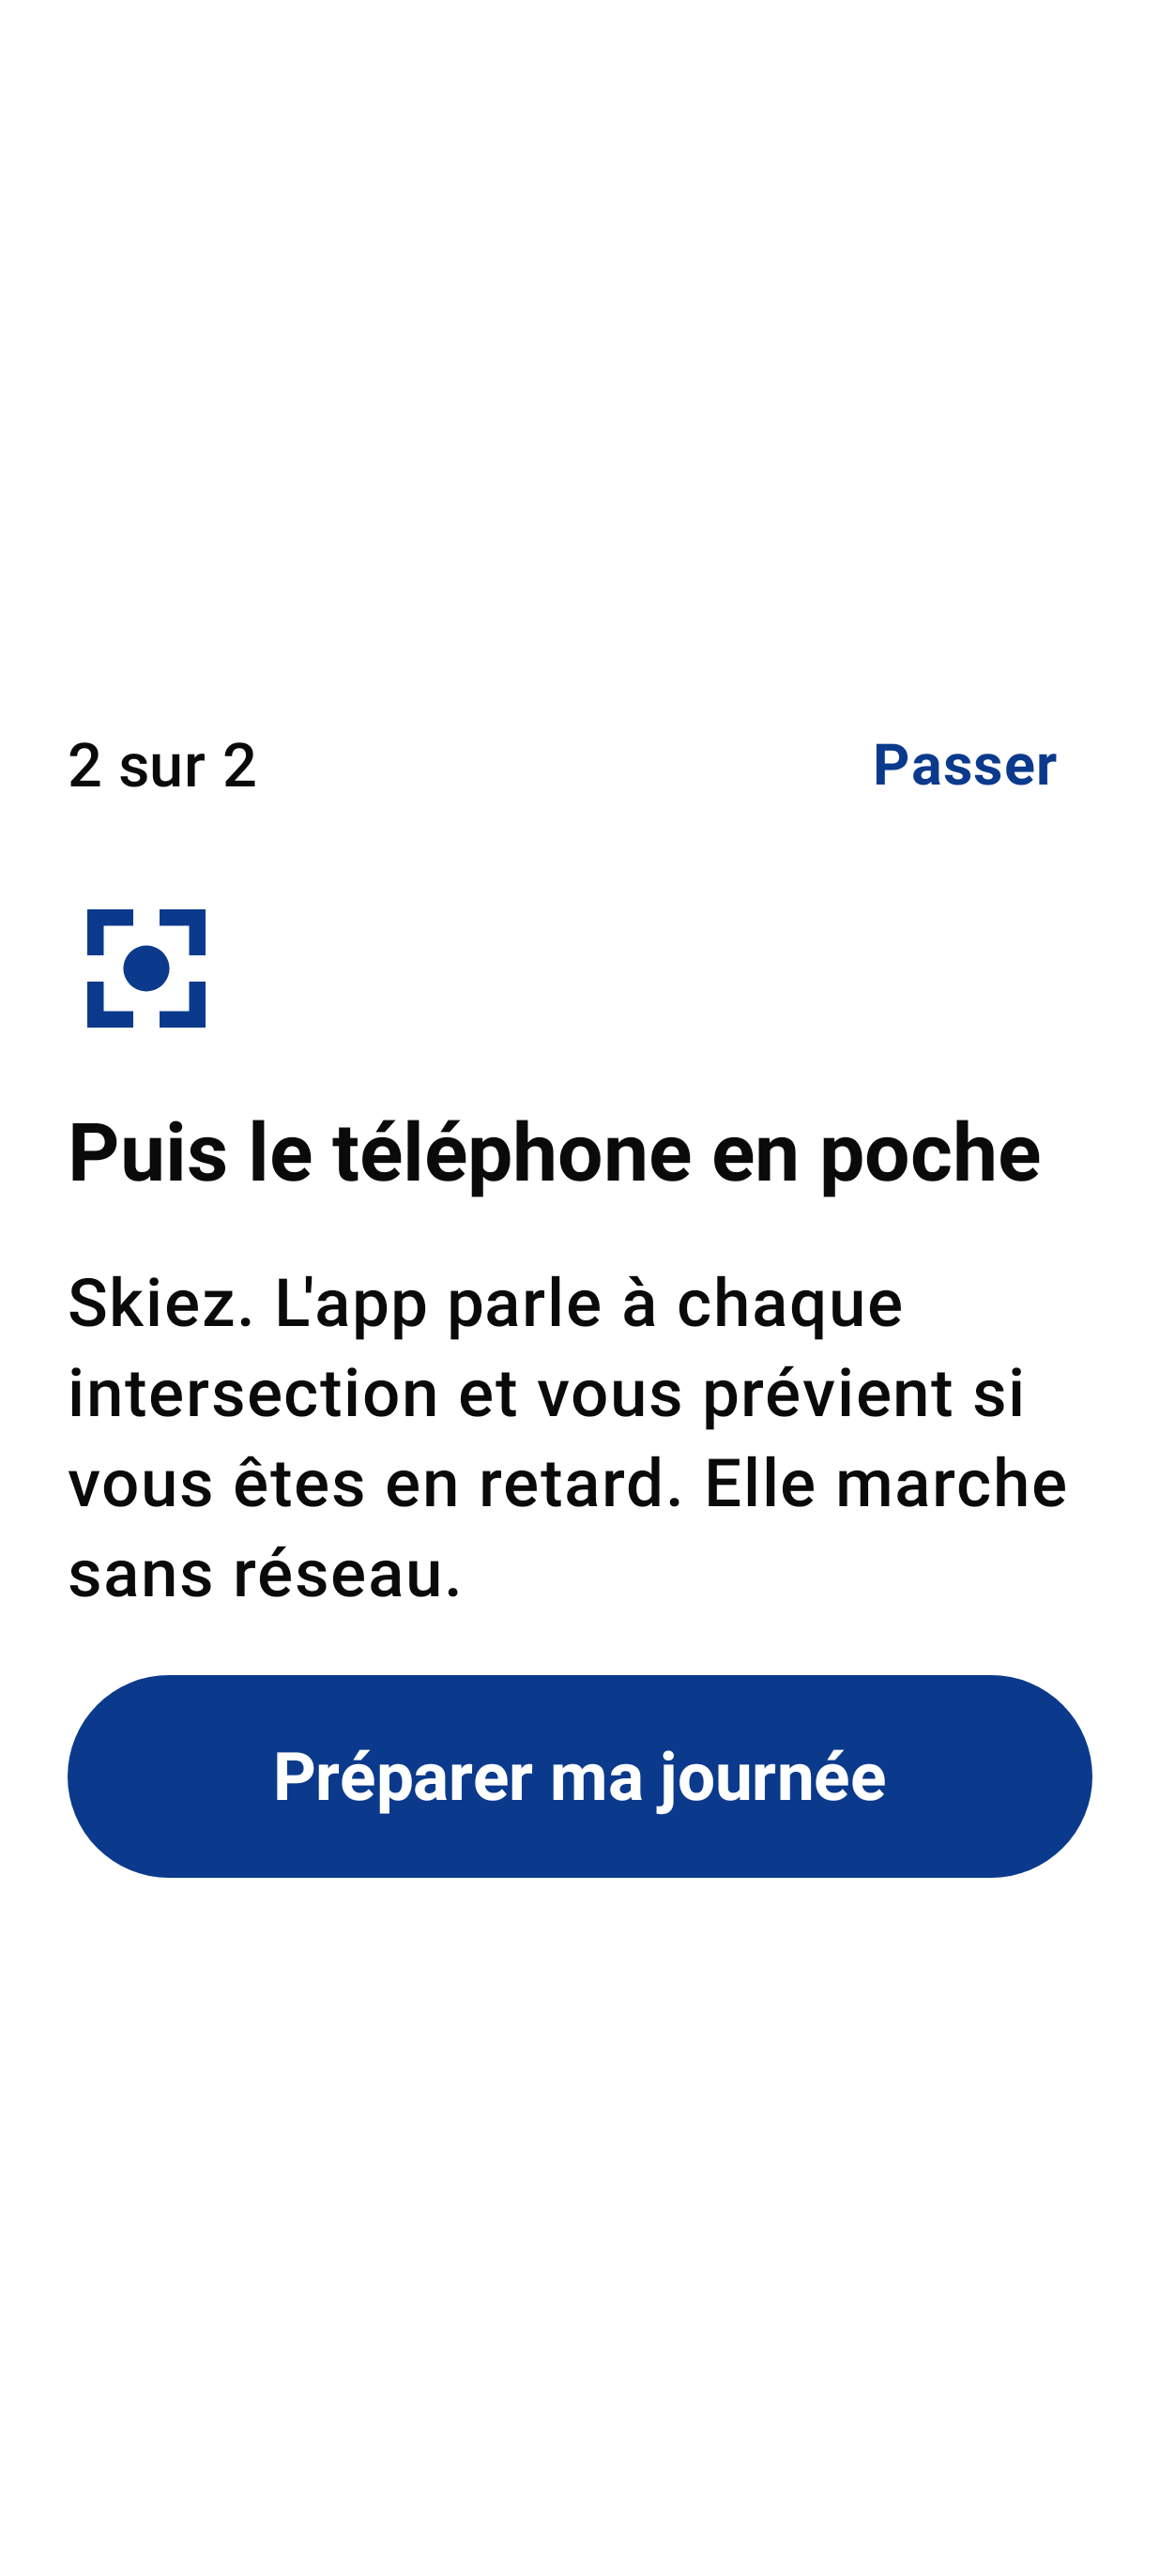 2 sur 2
Passer
Puis le téléphone en poche
Skiez. L'app parle à chaque
intersection et vous prévient si
vous êtes en retard. Elle marche
sans réseau.
Préparer ma journée